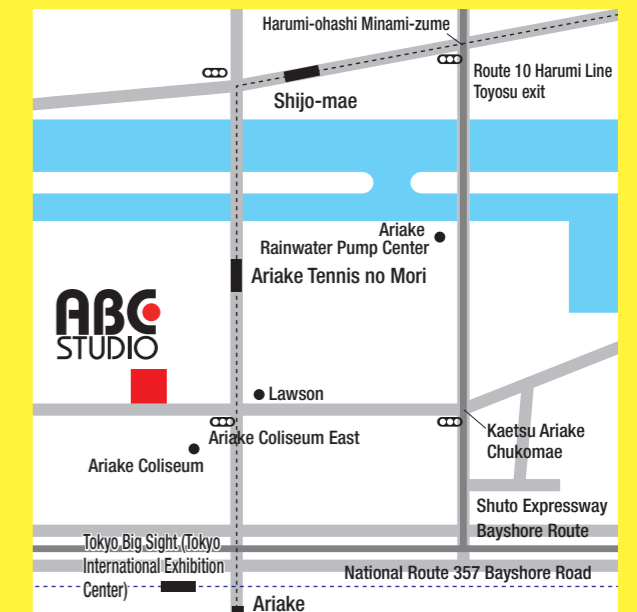 Harumi-ohashi Minami-zume
Route 10 Harumi Line
Toyosu exit
Shijo-mae
Ariake
Rainwater Pump Center
Ariake Tennis no Mori
ABC
STUDIO
Lawson
Ariake Coliseum East
Kaetsu Ariake
Chukomae
Ariake Coliseum
Shuto Expressway
Bayshore Route
Tokyo Big Sight (Tokyo
International Exhibition
Center)
National Route 357 Bayshore Road
Ariake